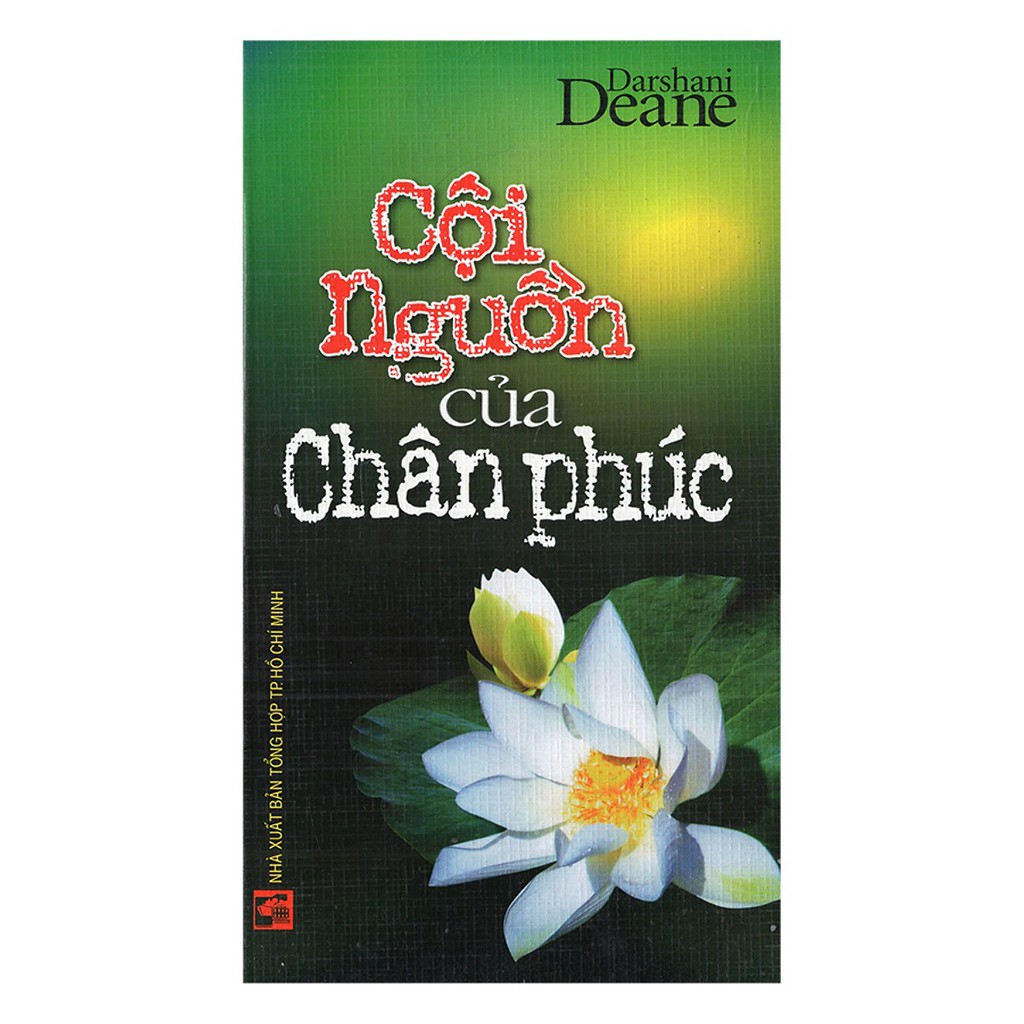 Darshani
Deane
Cội
Nguồn
của
Chân phúc
NHÀ XUẤT BẢN TỔNG HỢP TP.HỒ CHÍ MINH